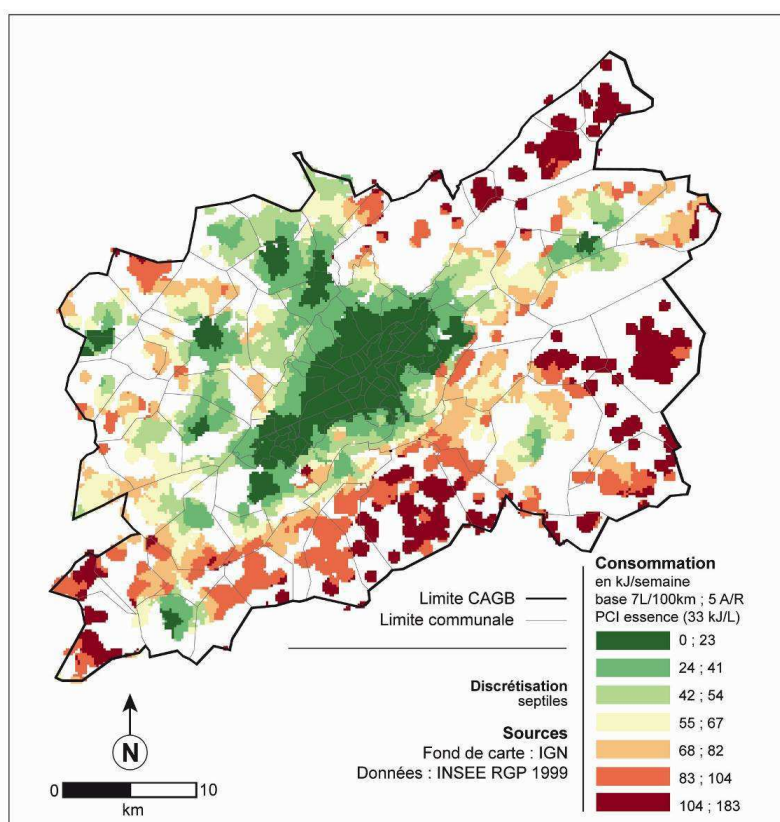 Limite CAGB
Limite communale
Discrétisation
septiles
Sources
Fond de carte : IGN
Données : INSEE RGP 1999
N
0 10
km
Consommation
en kJ/semaine
base 7L/100km ; 5 A/R
PCI essence (33 kJ/L)
0 ; 23
24 ; 41
42 ; 54
55 ; 67
68 ; 82
83 ; 104
104 ; 183